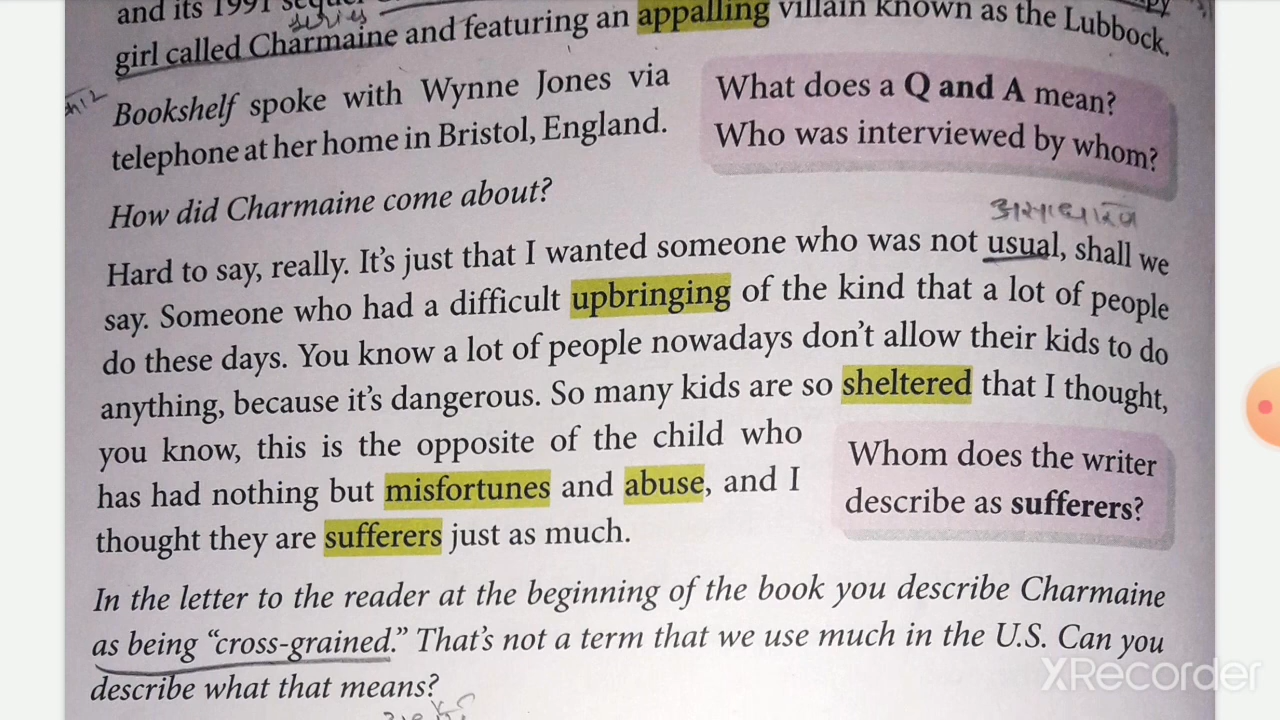 and its 1991
girl called Charmaine and featuring an appalling villain known as the Lubbock.
Bookshelf spoke with Wynne Jones via
telephone at her home in Bristol, England.
What does a Q and A mean?
Who was interviewed by whom?
How did Charmaine come about?
Hard to say, really. It's just that I wanted someone who was not usual, shall we
say. Someone who had a difficult upbringing of the kind that a lot of people
do these days. You know a lot of people nowadays don't allow their kids to do
anything, because it's dangerous. So many kids are so sheltered that I thought,
you know, this is the opposite of the child who
has had nothing but misfortunes and abuse, and I
thought they are sufferers just as much.
Whom does the writer
describe as sufferers?
In the letter to the reader at the beginning of the book you describe Charmaine
as being “cross-grained.” That's not a term that we use much in the U.S. Can you
describe what that means?
XRecorder